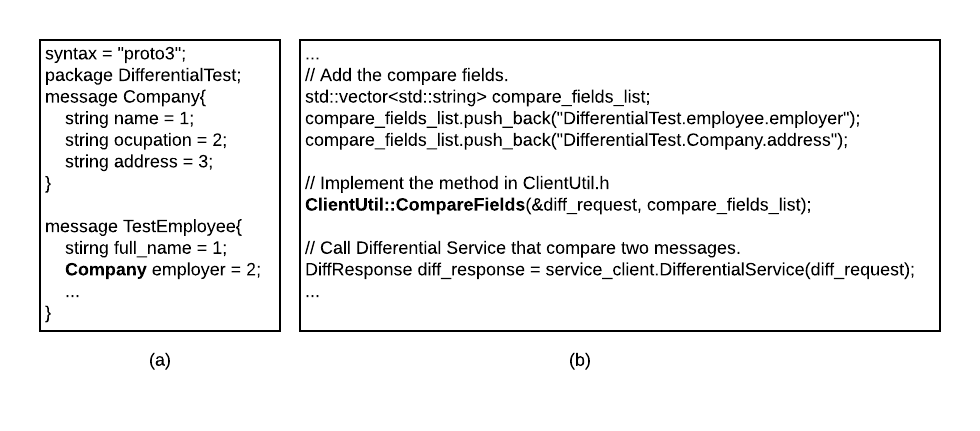 syntax = "proto3";
package DifferentialTest;
message Company{
string name = 1;
string ocupation = 2;
string address = 3;
}
message TestEmployee{
stirng full_name = 1;
Company employer = 2;
...
}
(a)
...
// Add the compare fields.
std::vector<std::string> compare_fields_list;
compare_fields_list.push_back("DifferentialTest.employee.employer");
compare_fields_list.push_back("DifferentialTest.Company.address");
// Implement the method in ClientUtil.h
ClientUtil::CompareFields(&diff_request, compare_fields_list);
// Call Differential Service that compare two messages.
DiffResponse diff_response = service_client.DifferentialService(diff_request);
...
(b)